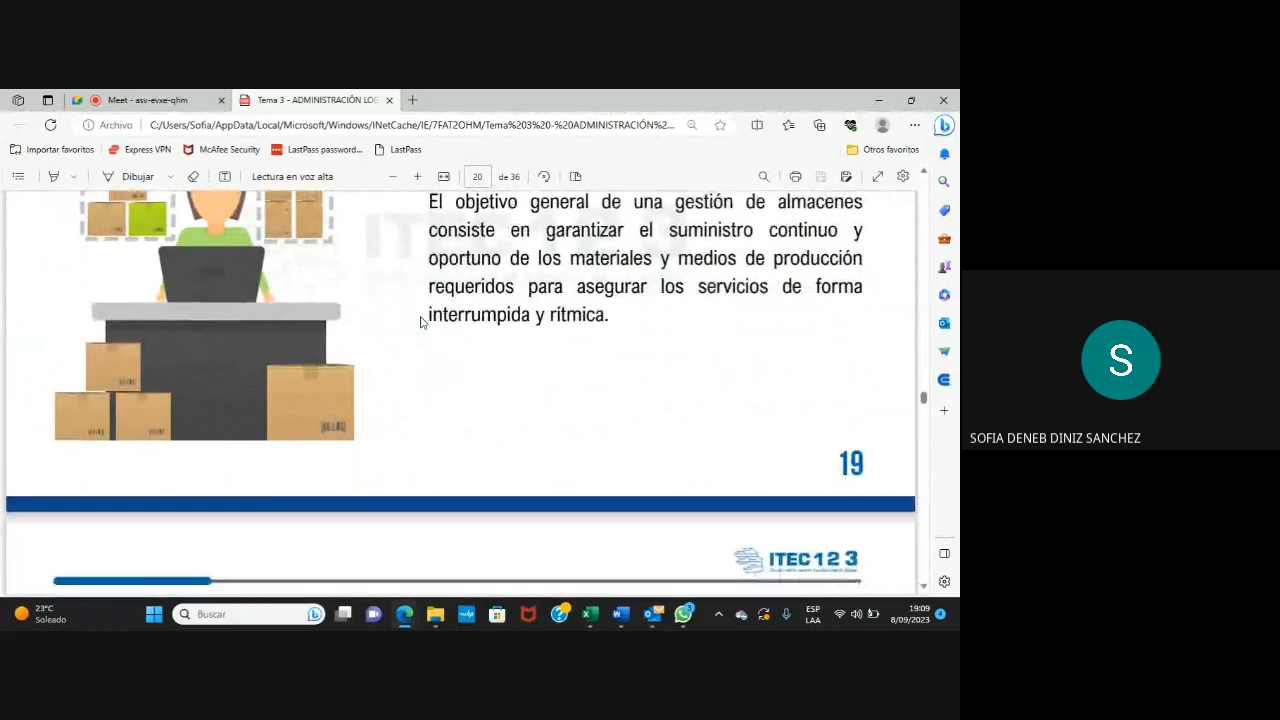 Meet - asv-evxe-qhm
Tema 3 - ADMINISTRACIÓN LOG
Archivo
C:/Users/Sofia/AppData/Local/Microsoft/Windows/INetCache/IE/7FAT2OHM/Tema%203%20-%20ADMINISTRACIÓN%2...
Importar favoritos
Express VPN
McAfee Security
LastPass password...
LastPass
Otros favoritos
Dibujar
Lectura en voz alta
20
de 36
El objetivo general de una gestión de almacenes
consiste en garantizar el suministro continuo y
oportuno de los materiales y medios de producción
requeridos para asegurar los servicios de forma
interrumpida y rítmica.
19
ITEC 1 2 3
S
SOFIA DENEB DINIZ SANCHEZ
23°C
Soleado
Buscar
ESP
LAA
19:09
8/09/2023